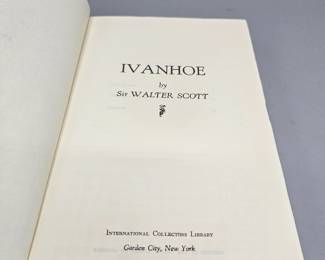 IVANHOE
by
Sir WALTER SCOTT
INTERNATIONAL COLLECTORS LIBRARY
Garden City, New York